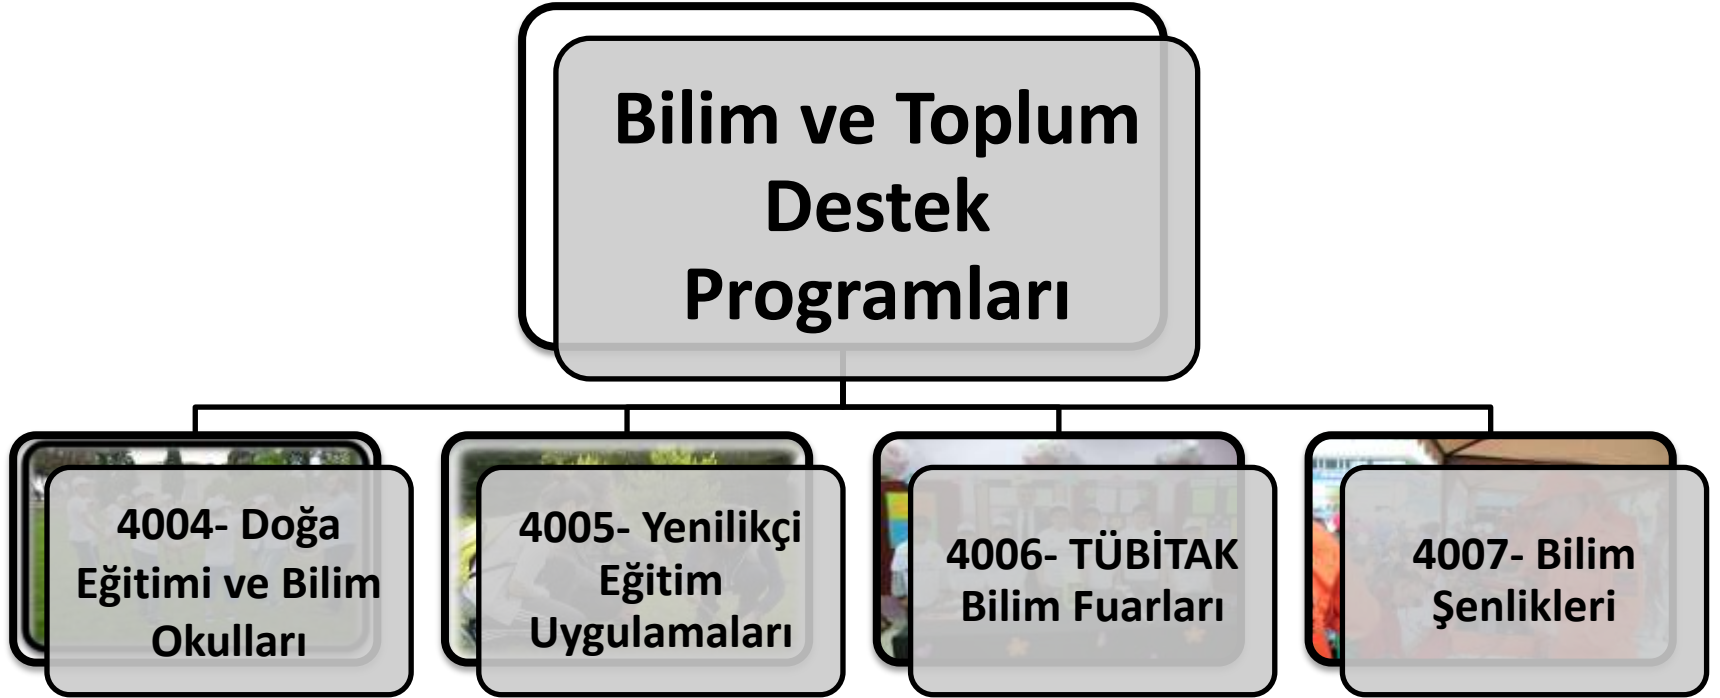 Bilim ve Toplum
Destek
Programları
4004- Doğa
Eğitimi ve Bilim
Okulları
4005- Yenilikçi
Eğitim
Uygulamaları
4006- TÜBİTAK
Bilim Fuarları
4007- Bilim
Şenlikleri